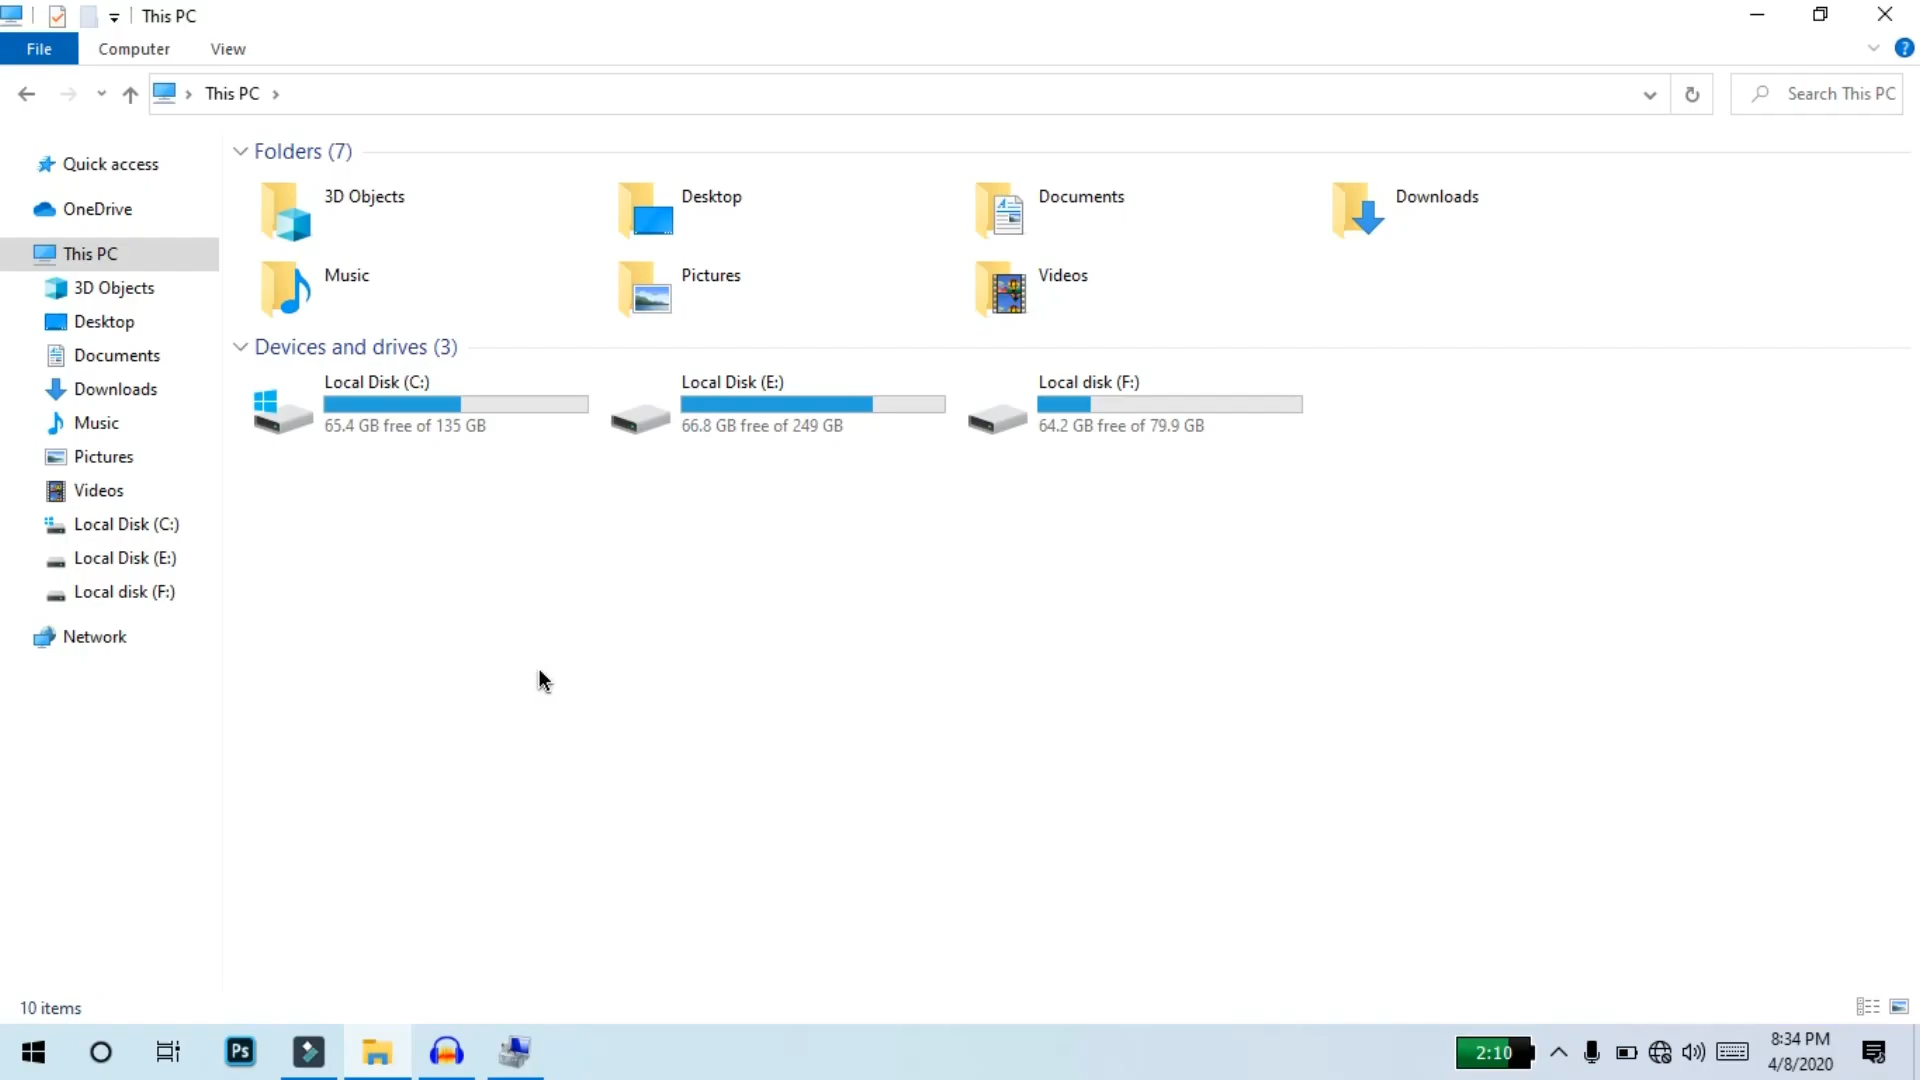 This PC
File Computer View
This PC
Search This PC
Quick access
OneDrive
This PC
3D Objects
Desktop
Documents
Downloads
Music
Pictures
Videos
Local Disk (C:)
Local Disk (E:)
Local disk (F:)
Network
Folders (7)
3D Objects
Desktop
Documents
Downloads
Music
Pictures
Videos
Devices and drives (3)
Local Disk (C:)
65.4 GB free of 135 GB
Local Disk (E:)
66.8 GB free of 249 GB
Local disk (F:)
64.2 GB free of 79.9 GB
10 items
Ps
2:10
8:34 PM
4/8/2020